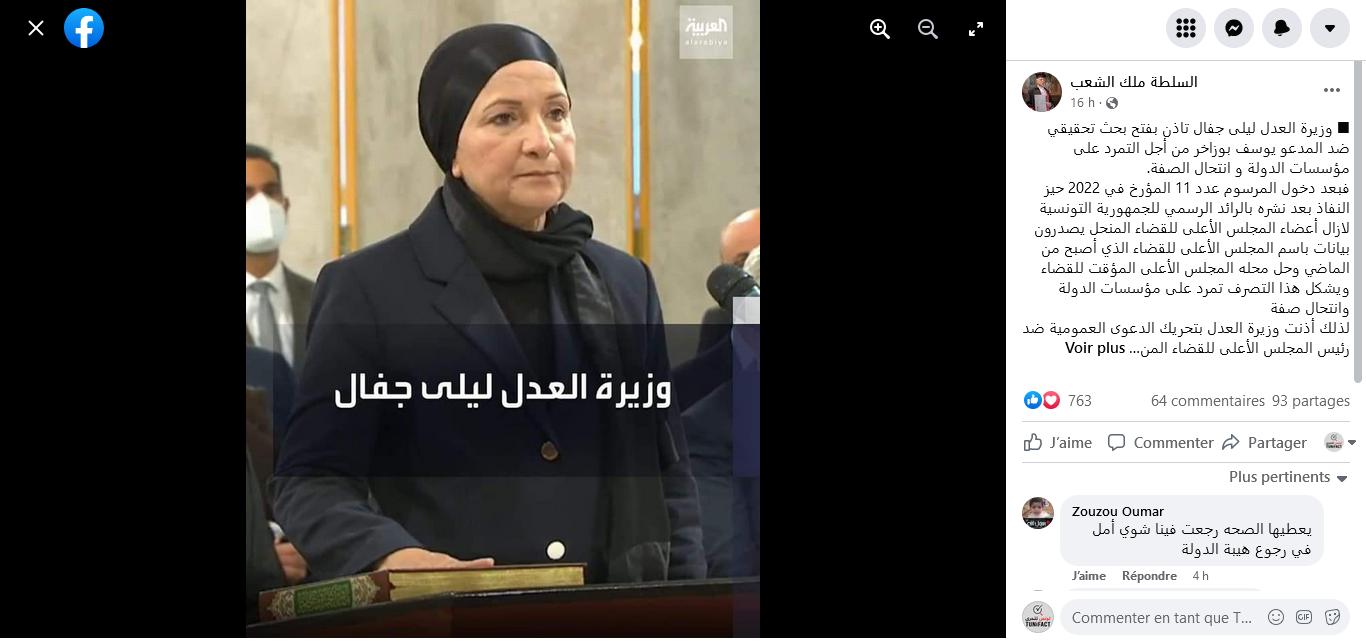 العربية
alarabiya
وزيرة العدل ليلى جفال
السلطة ملك الشعب
16 h ·
■ وزيرة العدل ليلى جفال تاذن بفتح بحث تحقيقي
ضد المدعو يوسف بوزاخر من أجل التمرد على
مؤسسات الدولة و انتحال الصفة.
فبعد دخول المرسوم عدد 11 المؤرخ في 2022 حيز
النفاذ بعد نشره بالرائد الرسمي للجمهورية التونسية
لازال أعضاء المجلس الأعلى للقضاء المنحل يصدرون
بيانات باسم المجلس الأعلى للقضاء الذي أصبح من
الماضي وحل محله المجلس الأعلى المؤقت للقضاء
ويشكل هذا التصرف تمرد على مؤسسات الدولة
وانتحال صفة
لذلك أذنت وزيرة العدل بتحريك الدعوى العمومية ضد
رئيس المجلس الأعلى للقضاء المن... Voir plus
763 64 commentaires 93 partages
J'aime Commenter Partager
Plus pertinents
Zouzou Oumar
يعطيها الصحه رجعت فينا شوي أمل
في رجوع هيبة الدولة
J'aime Répondre 4 h
TUNIFACT
Commenter en tant que T...
GIF